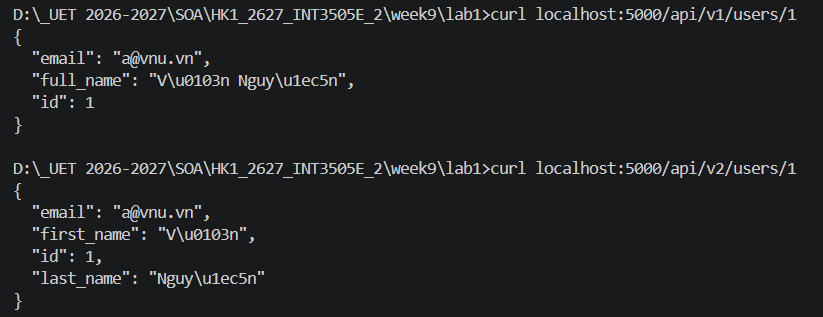 D:\_UET 2026-2027\SOA\HK1_2627_INT3505E_2\week9\lab1>curl localhost:5000/api/v1/users/1
{
  "email": "a@vnu.vn",
  "full_name": "V\u0103n Nguy\u1ec5n",
  "id": 1
}

D:\_UET 2026-2027\SOA\HK1_2627_INT3505E_2\week9\lab1>curl localhost:5000/api/v2/users/1
{
  "email": "a@vnu.vn",
  "first_name": "V\u0103n",
  "id": 1,
  "last_name": "Nguy\u1ec5n"
}